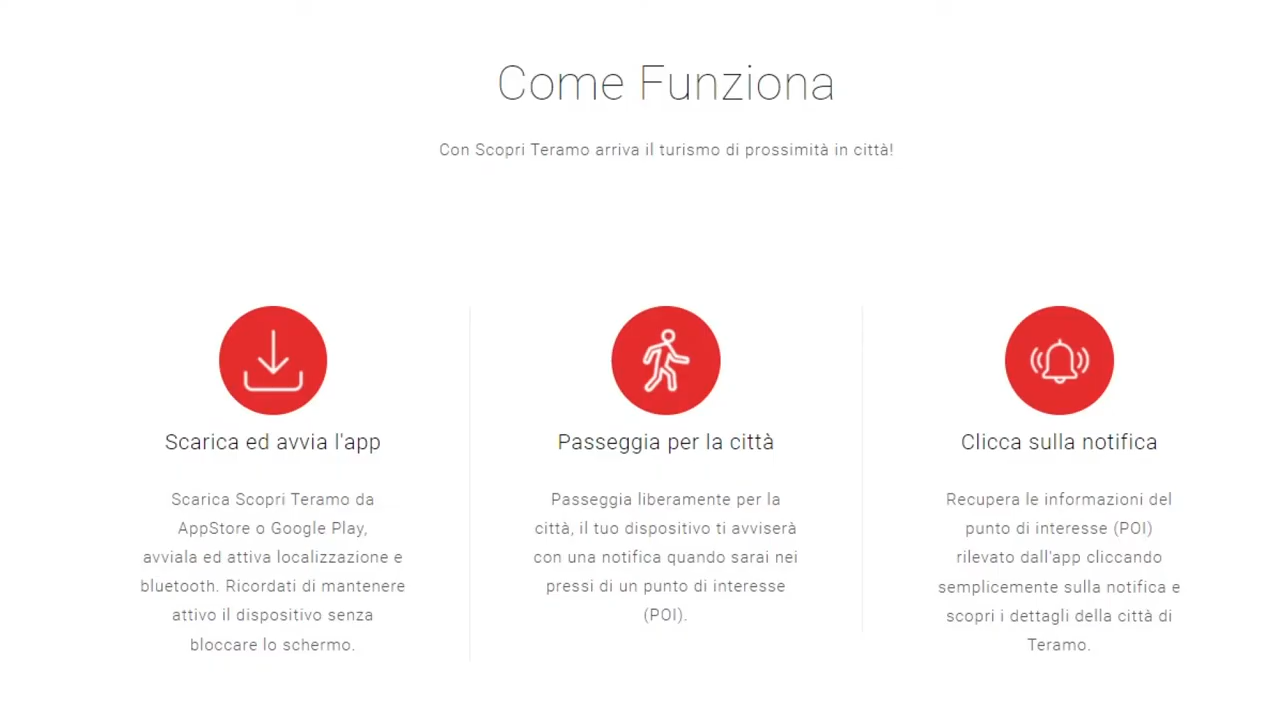 Come Funziona
Con Scopri Teramo arriva il turismo di prossimità in città!
Scarica ed avvia l'app
Scarica Scopri Teramo da
AppStore o Google Play,
avviala ed attiva localizzazione e
bluetooth. Ricordati di mantenere
attivo il dispositivo senza
bloccare lo schermo.
Passeggia per la città
Passeggia liberamente per la
città, il tuo dispositivo ti avviserà
con una notifica quando sarai nei
pressi di un punto di interesse
(POI).
Clicca sulla notifica
Recupera le informazioni del
punto di interesse (POI)
rilevato dall'app cliccando
semplicemente sulla notifica e
scopri i dettagli della città di
Teramo.